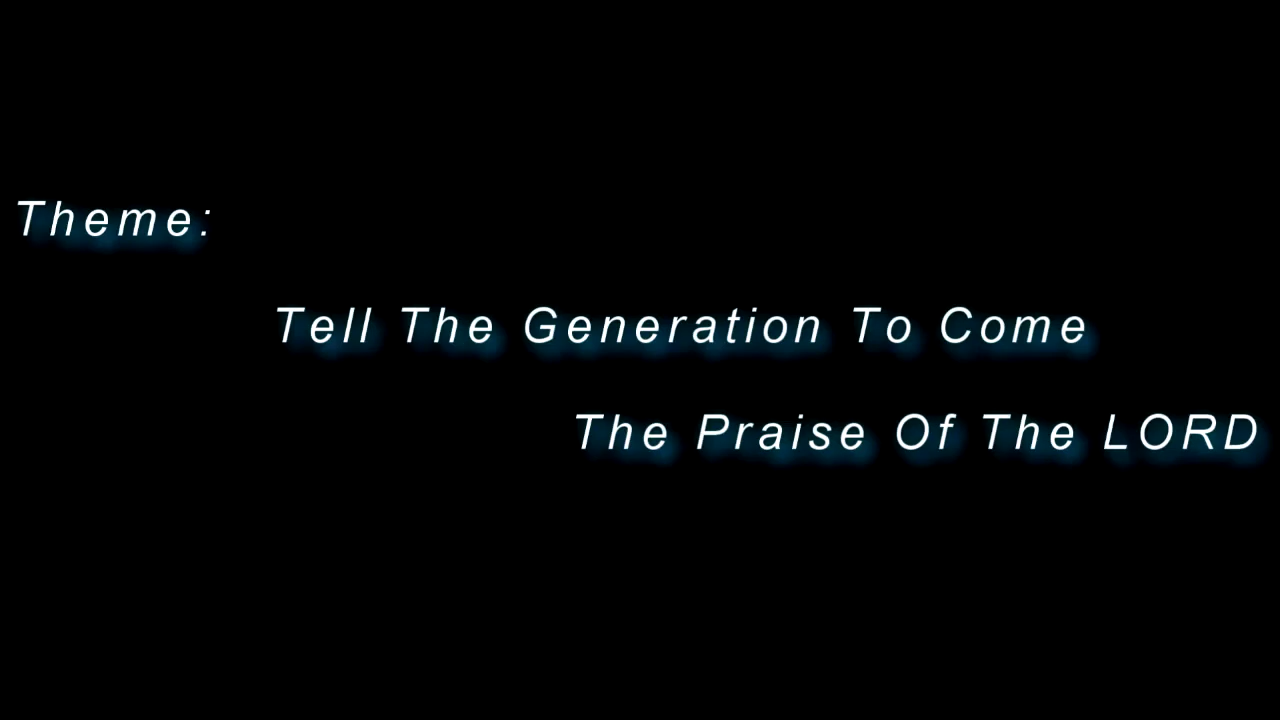 Theme:
Tell The Generation To Come
The Praise Of The LORD